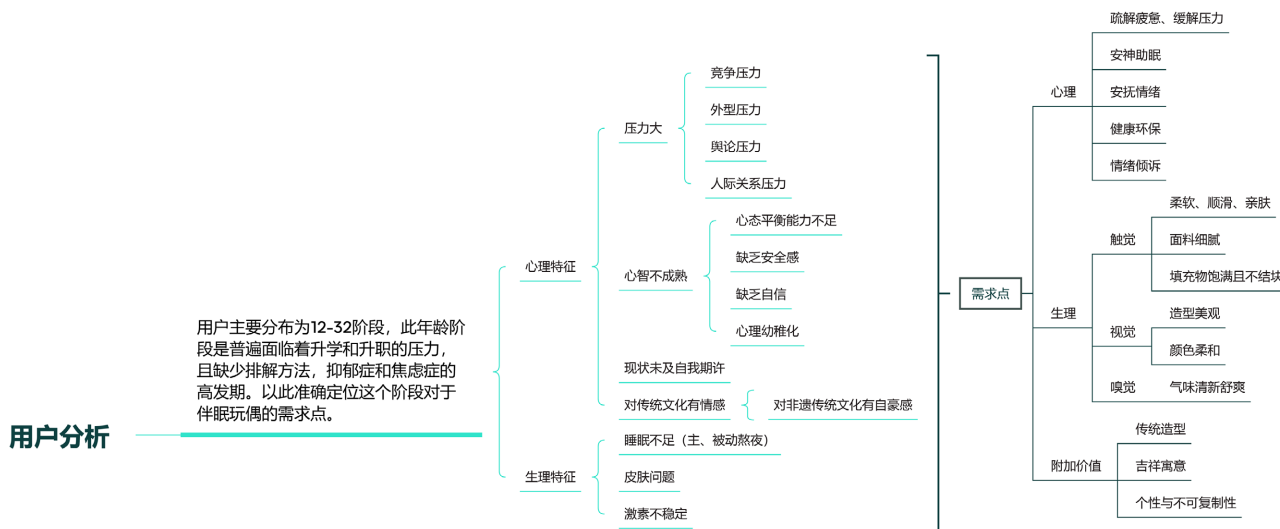 用户分析
用户主要分布为12-32阶段，此年龄阶
段是普遍面临着升学和升职的压力，
且缺少排解方法，抑郁症和焦虑症的
高发期。以此准确定位这个阶段对于
伴眠玩偶的需求点。
心理特征
压力大
竞争压力
外型压力
舆论压力
人际关系压力
心智不成熟
心态平衡能力不足
缺乏安全感
缺乏自信
心理幼稚化
现状未及自我期许
对传统文化有情感
对非遗传统文化有自豪感
生理特征
睡眠不足（主、被动熬夜）
皮肤问题
激素不稳定
需求点
心理
疏解疲惫、缓解压力
安神助眠
安抚情绪
健康环保
情绪倾诉
生理
触觉
柔软、顺滑、亲肤
面料细腻
填充物饱满且不结块
视觉
造型美观
颜色柔和
嗅觉
气味清新舒爽
附加价值
传统造型
吉祥寓意
个性与不可复制性